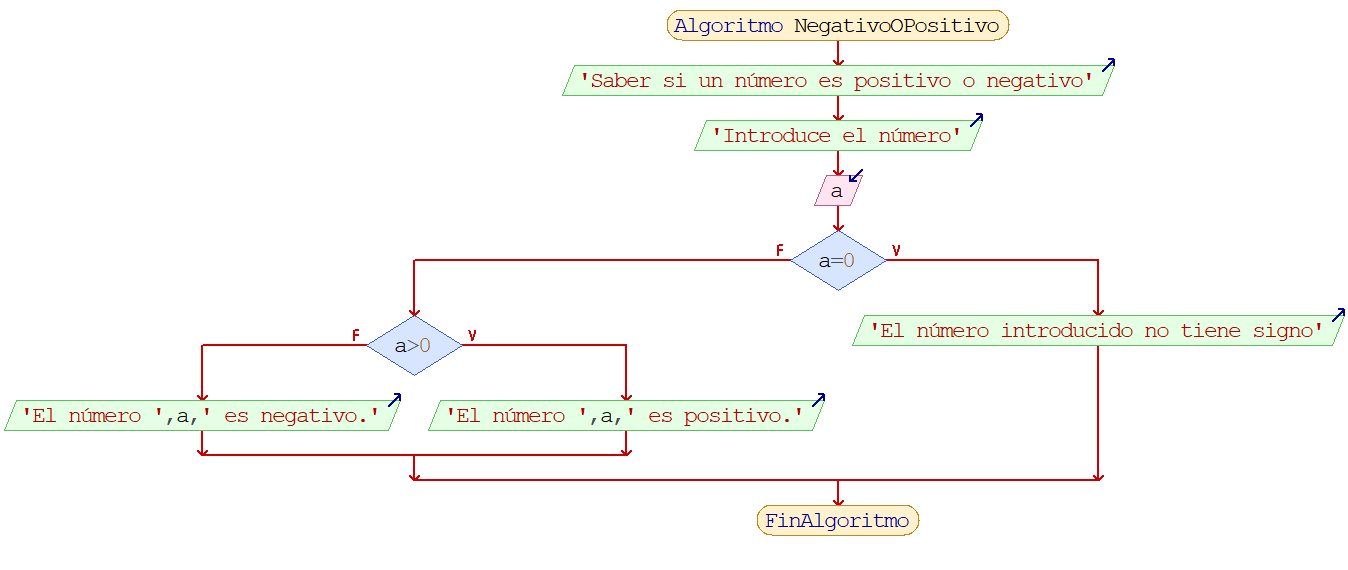 Algoritmo NegativoOPositivo
'Saber si un número es positivo o negativo'
'Introduce el número'
a
F
a=0
V
F
a>0
V
'El número introducido no tiene signo'
'El número ',a,' es negativo.'
'El número ',a,' es positivo.'
FinAlgoritmo